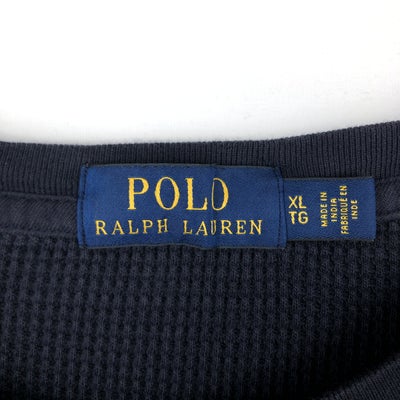 POLO
RALPH LAUREN
XL
TG
MADE IN
INDIA
FABRIQUÉ EN
INDE